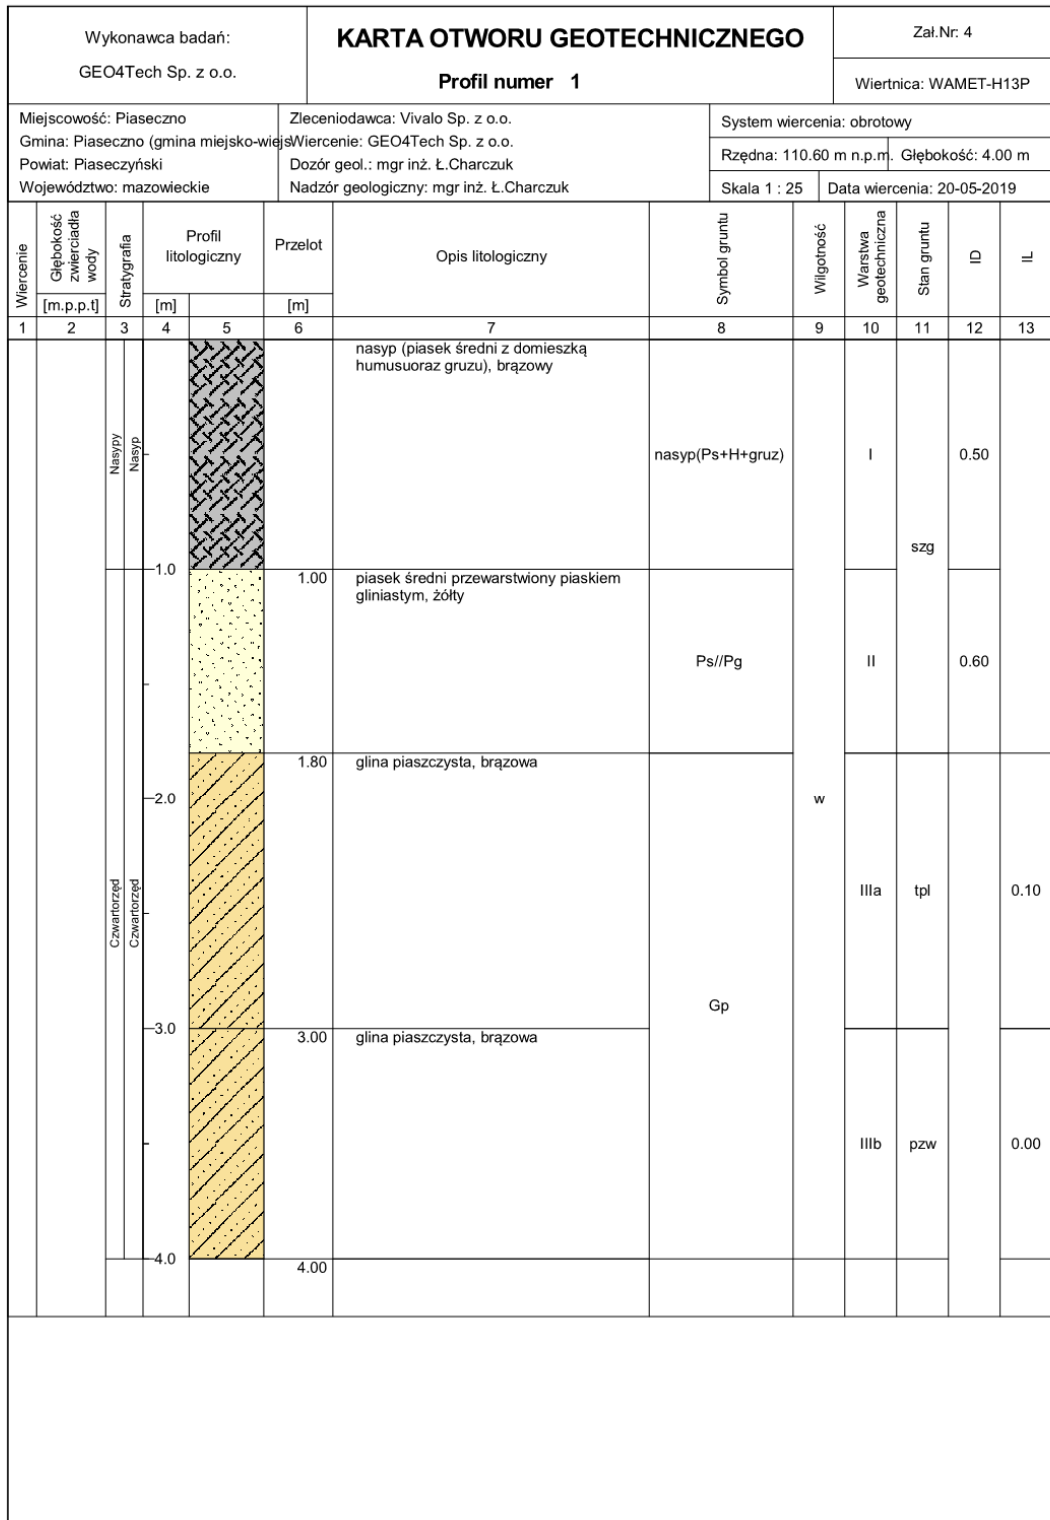 Wykonawca badań:
GEO4Tech Sp. z o.o.
KARTA OTWORU GEOTECHNICZNEGO
Profil numer 1
Zał.Nr: 4
Wiertnica: WAMET-H13P
Miejscowość: Piaseczno
Gmina: Piaseczno (gmina miejsko-wiejs
Powiat: Piaseczyński
Województwo: mazowieckie
Zleceniodawca: Vivalo Sp. z o.o.
Wiercenie: GEO4Tech Sp. z o.o.
Dozór geol.: mgr inż. Ł.Charczuk
Nadzór geologiczny: mgr inż. Ł.Charczuk
System wiercenia: obrotowy
Rzędna: 110.60 m n.p.m. Głębokość: 4.00 m
Skala 1 : 25 Data wiercenia: 20-05-2019
Wiercenie
Głębokość
zwierciadła
wody
[m.p.p.t]
Stratygrafia
Profil
litologiczny
[m]
Przelot
[m]
Opis litologiczny
Symbol gruntu
Wilgotność
Warstwa
geotechniczna
Stan gruntu
ID
IL
1 2 3 4 5 6 7 8 9 10 11 12 13
nasyp (piasek średni z domieszką
humusuoraz gruzu), brązowy
Nasypy
Nasyp
nasyp(Ps+H+gruz) I 0.50
szg
1.0 1.00 piasek średni przewarstwiony piaskiem
gliniastym, żółty
Ps//Pg II 0.60
1.80 glina piaszczysta, brązowa
2.0 w
Czwartorzęd
Czwartorzęd
IIIa tpl 0.10
Gp
3.0 3.00 glina piaszczysta, brązowa
IIIb pzw 0.00
4.0 4.00